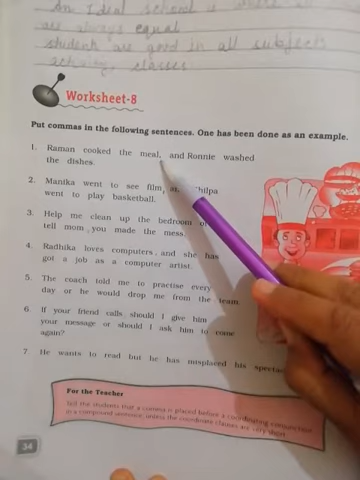 An Ideal school is where
are always equal
student are good in all subjects
activity, classes
Worksheet-8
Put commas in the following sentences. One has been done as an example.
1. Raman cooked the meal, and Ronnie washed
the dishes.
2. Manika went to see film, Shilpa
went to play basketball.
3. Help me clean up the bedroom
tell mom, you made the mess.
4. Radhika loves computers, and she has
got a job as a computer artist.
5. The coach told me to practise every
day or he would drop me from the team.
6. If your friend calls should I give him
your message or should I ask him to come
again?
7 He wants to read but he has misplaced his
For the Teacher
Tell the students that a comma is placed before a coordinating conjunction
in a compound sentence, unless the coordinate clauses are very short.
34